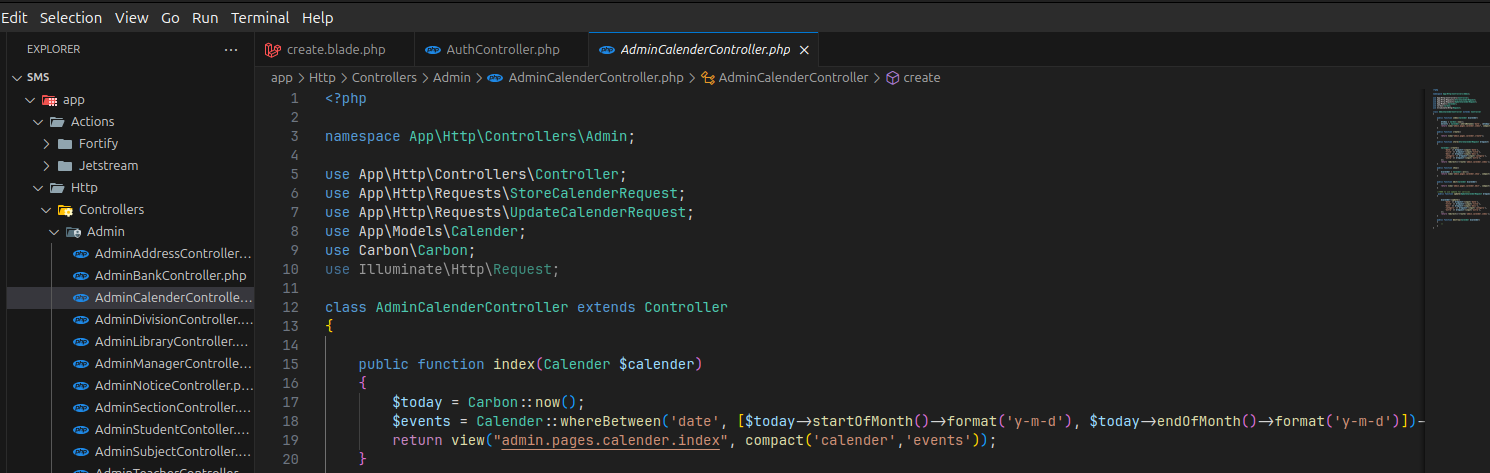 Edit Selection View Go Run Terminal Help
EXPLORER ···
create.blade.php AuthController.php AdminCalenderController.php
app > Http > Controllers > Admin > AdminCalenderController.php > AdminCalenderController > create
SMS
app
Actions
Fortify
Jetstream
Http
Controllers
Admin
AdminAddressController....
AdminBankController.php
AdminCalenderControlle...
AdminDivisionController....
AdminLibraryController....
AdminManagerControlle...
AdminNoticeController.p...
AdminSectionController....
AdminStudentContoller....
AdminSubjectController....
AdminTeacherController
1 <?php
2
3 namespace App\Http\Controllers\Admin;
4
5 use App\Http\Controllers\Controller;
6 use App\Http\Requests\StoreCalenderRequest;
7 use App\Http\Requests\UpdateCalenderRequest;
8 use App\Models\Calender;
9 use Carbon\Carbon;
10 use Illuminate\Http\Request;
11
12 class AdminCalenderController extends Controller
13 {
14
15 public function index(Calender $calender)
16 {
17 $today = Carbon::now();
18 $events = Calender::whereBetween('date', [$today->startOfMonth()->format('y-m-d'), $today->endOfMonth()->format('y-m-d')])-
19 return view("admin.pages.calender.index", compact('calender','events'));
20 }